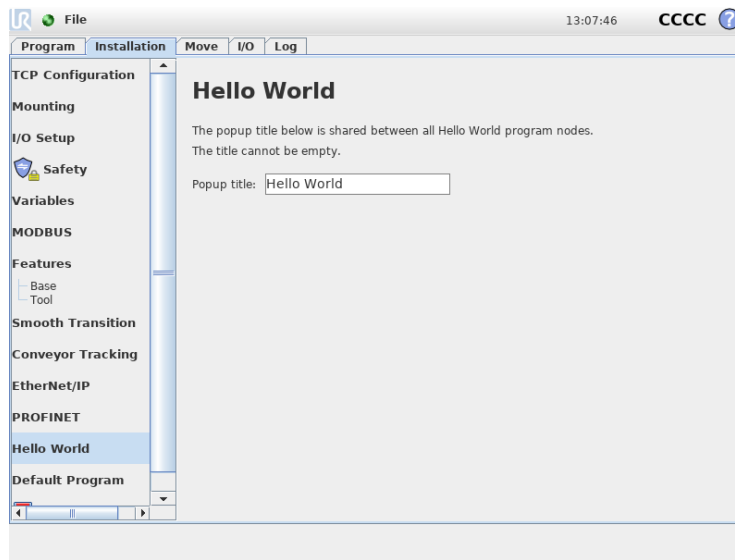 UR File 13:07:46 CCCC ?
Program Installation Move I/O Log
TCP Configuration
Mounting
I/O Setup
Safety
Variables
MODBUS
Features
Base
Tool
Smooth Transition
Conveyor Tracking
EtherNet/IP
PROFINET
Hello World
Default Program
Hello World
The popup title below is shared between all Hello World program nodes.
The title cannot be empty.
Popup title: Hello World